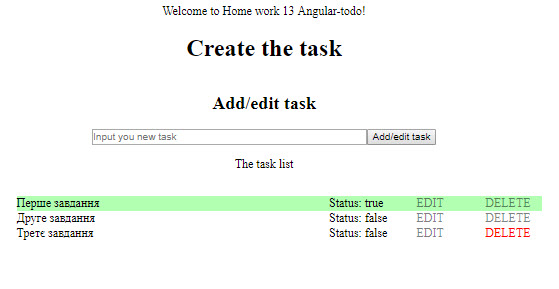 Welcome to Home work 13 Angular-todo!
Create the task
Add/edit task
Input you new task Add/edit task
The task list
Перше завдання Status: true EDIT DELETE
Друге завдання Status: false EDIT DELETE
Третє завдання Status: false EDIT DELETE